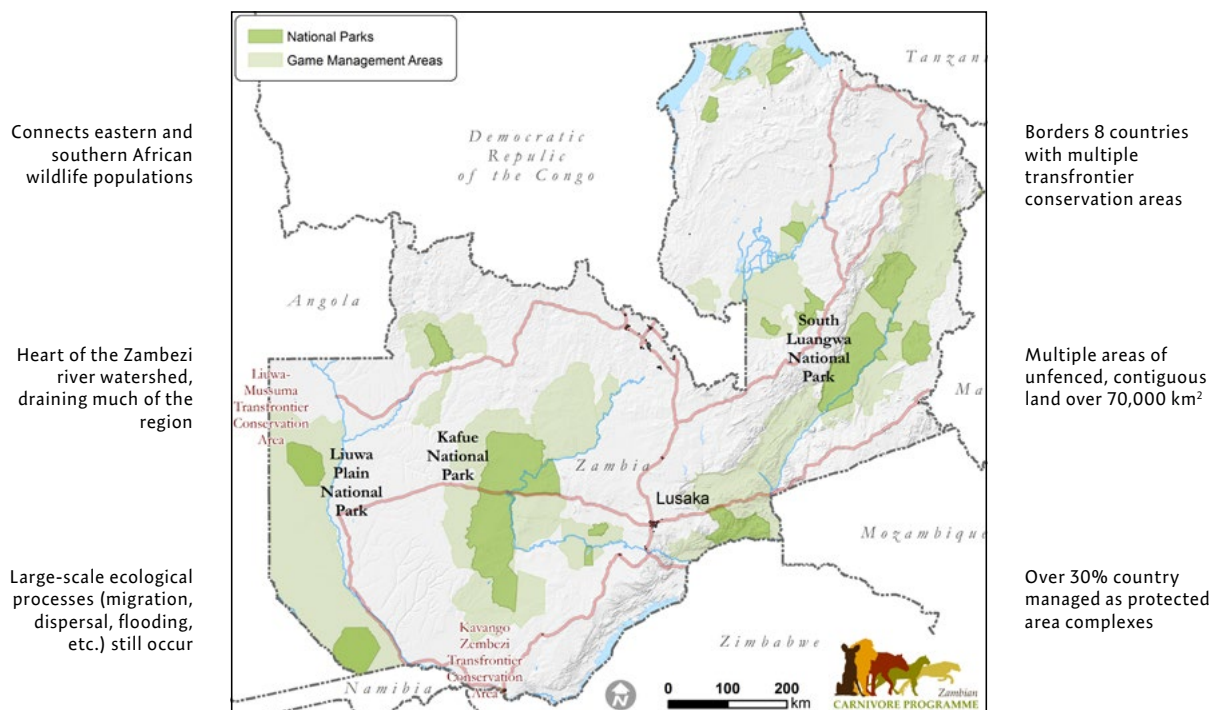 National Parks
Game Management Areas
Connects eastern and
southern African
wildlife populations
Heart of the Zambezi
river watershed,
draining much of the
region
Large-scale ecological
processes (migration,
dispersal, flooding,
etc.) still occur
Tanzan
Democratic
Repulic
of the Congo
Angola
South
Luangwa
National
Park
Ma
Liuwa-
Mussuma
Transfrontier
Conservation
Area
Liuwa
Plain
National
Park
Kafue
National
Park
Zambia
Lusaka
Mozambique
Kavango
Zembezi
Transfrontier
Conservation
Area
Zimbabwe
Namibia
N
0 100 200
km
Zambian
CARNIVORE PROGRAMME
Borders 8 countries
with multiple
transfrontier
conservation areas
Multiple areas of
unfenced, contiguous
land over 70,000 km²
Over 30% country
managed as protected
area complexes